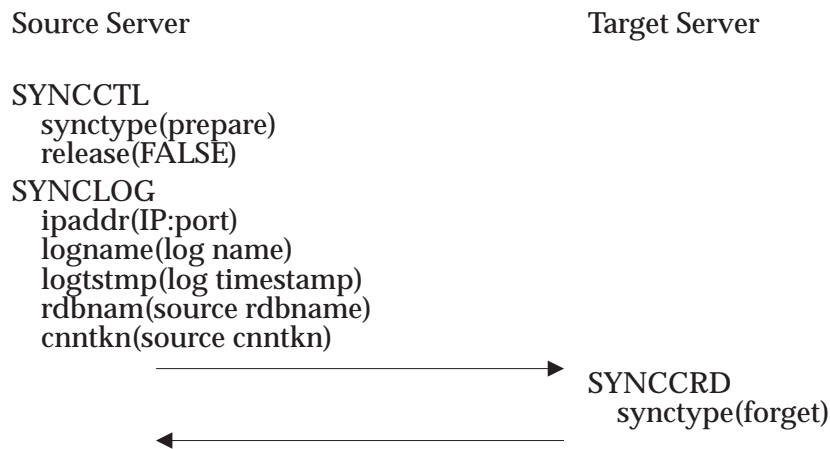 Source Server
Target Server
SYNCCTL
synctype(prepare)
release(FALSE)
SYNCLOG
ipaddr(IP:port)
logname(log name)
logtstmp(log timestamp)
rdbnam(source rdbname)
cnntkn(source cnntkn)
SYNCCRD
synctype(forget)